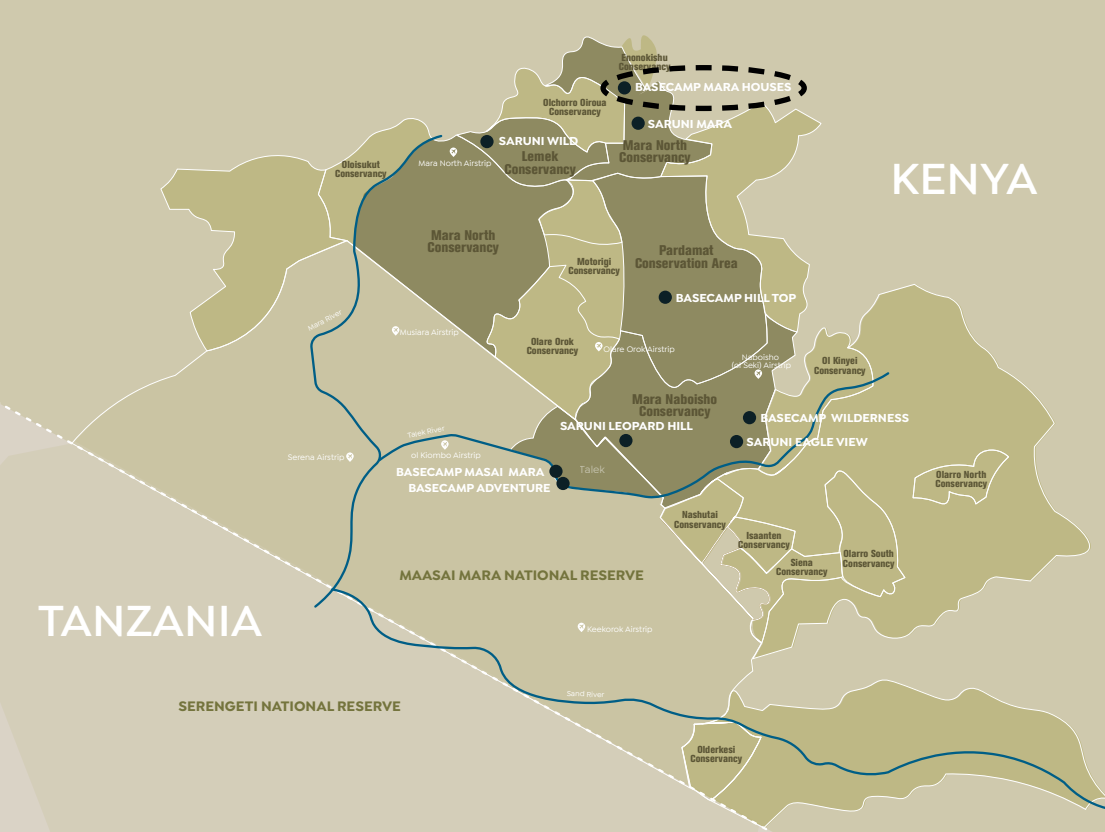 Enonokishu
Conservancy
BASECAMP MARA HOUSES
Olchorro Oiroua
Conservancy
SARUNI MARA
SARUNI WILD
Mara North
Conservancy
Mara North Airstrip
Lemek
Conservancy
Oloisukut
Conservancy
KENYA
Mara North
Conservancy
Pardamat
Conservation Area
Motorigi
Conservancy
BASECAMP HILL TOP
Mara River
Musiara Airstrip
Olare Orok
Conservancy
Olare Orok Airstrip
Naboisho
(ol Seki) Airstrip
Ol Kinyei
Conservancy
Mara Naboisho
Conservancy
BASECAMP WILDERNESS
SARUNI LEOPARD HILL
SARUNI EAGLE VIEW
Talek River
ol Kiombo Airstrip
Serena Airstrip
BASECAMP MASAI MARA
Talek
BASECAMP ADVENTURE
Olarro North
Conservancy
Nashutai
Conservancy
Isaanten
Conservancy
Olarro South
Conservancy
Siena
Conservancy
MAASAI MARA NATIONAL RESERVE
TANZANIA
Keekorok Airstrip
Sand River
SERENGETI NATIONAL RESERVE
Olderkesi
Conservancy